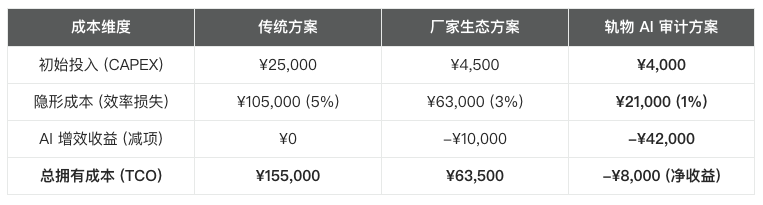 成本维度 传统方案 厂家生态方案 轨物 AI 审计方案
初始投入 (CAPEX) ¥25,000 ¥4,500 ¥4,000
隐形成本 (效率损失) ¥105,000 (5%) ¥63,000 (3%) ¥21,000 (1%)
AI 增效收益 (减项) ¥0 −¥10,000 −¥42,000
总拥有成本 (TCO) ¥155,000 ¥63,500 −¥8,000 (净收益)